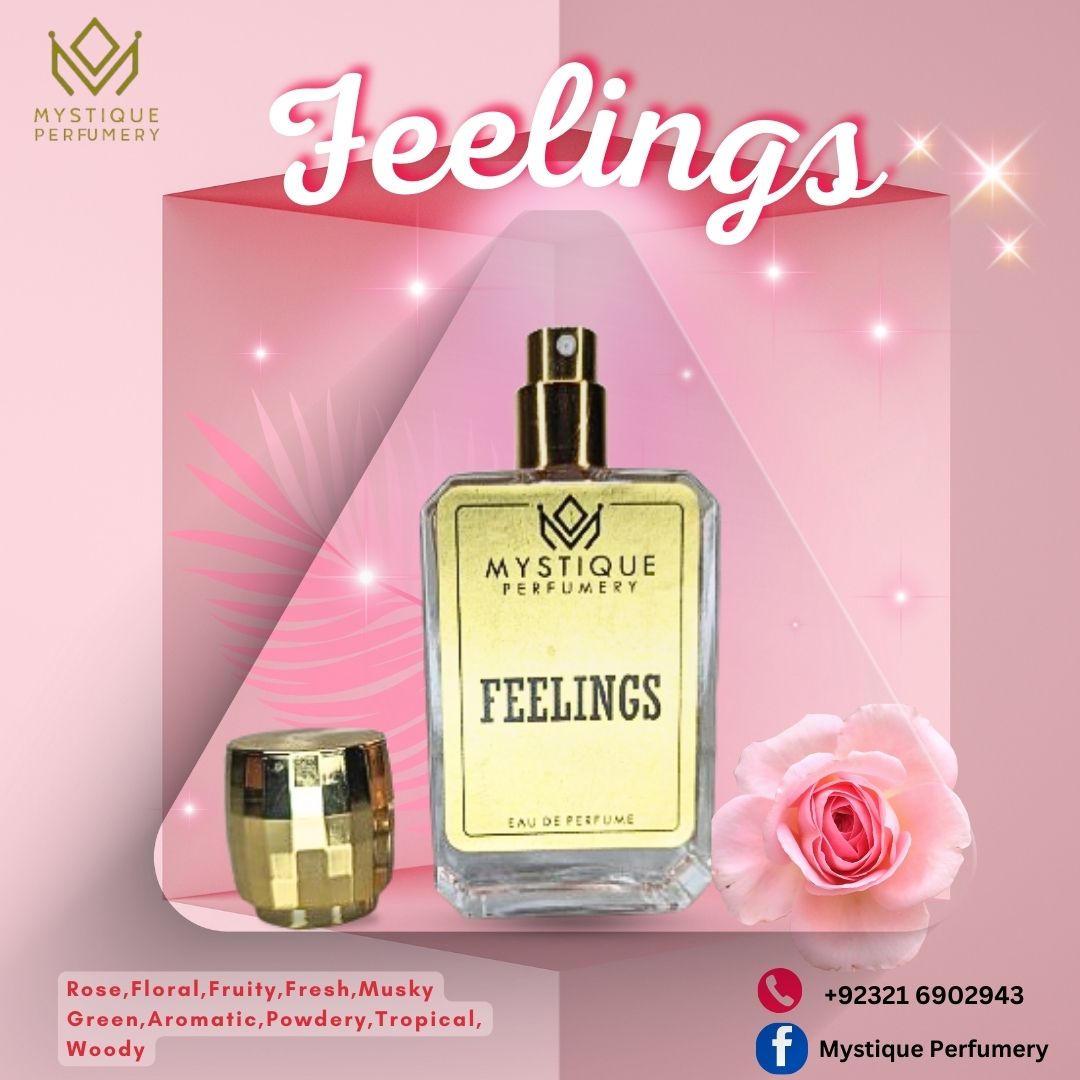 MYSTIQUE
PERFUMERY
Feelings
MYSTIQUE
PERFUMERY
FEELINGS
EAU DE PERFUME
Rose,Floral,Fruity,Fresh,Musky
Green,Aromatic,Powdery,Tropical,
Woody
+92321 6902943
Mystique Perfumery